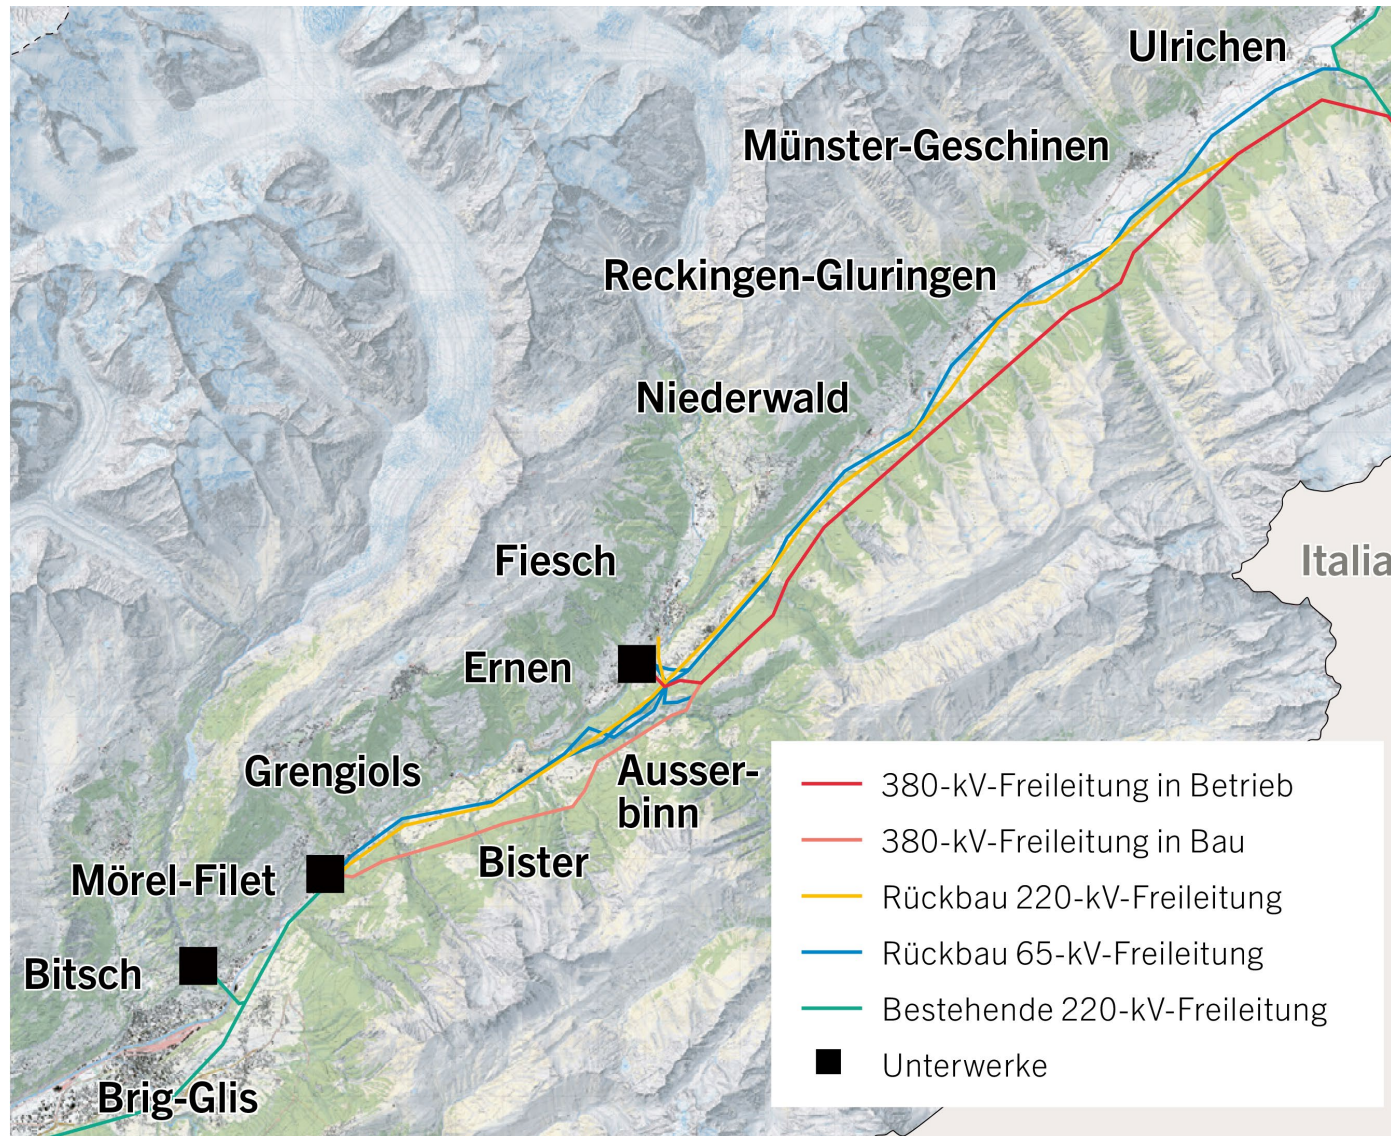 Ulrichen
Münster-Geschinen
Reckingen-Gluringen
Niederwald
Fiesch
Italia
Ernen
Grengiols
Ausser-
binn
Bister
Mörel-Filet
Bitsch
Brig-Glis
380-kV-Freileitung in Betrieb
380-kV-Freileitung in Bau
Rückbau 220-kV-Freileitung
Rückbau 65-kV-Freileitung
Bestehende 220-kV-Freileitung
Unterwerke